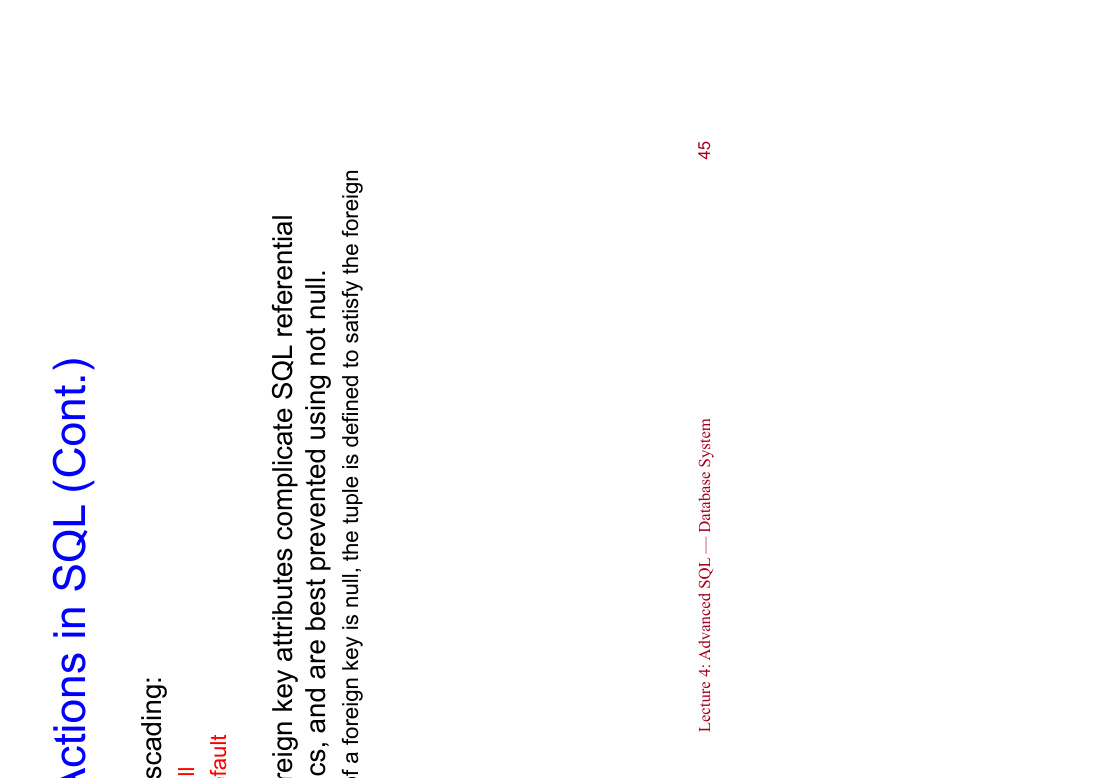 Actions in SQL (Cont.)
scading:
ll
fault
reign key attributes complicate SQL referential
cs, and are best prevented using not null.
of a foreign key is null, the tuple is defined to satisfy the foreign
Lecture 4: Advanced SQL — Database System
45